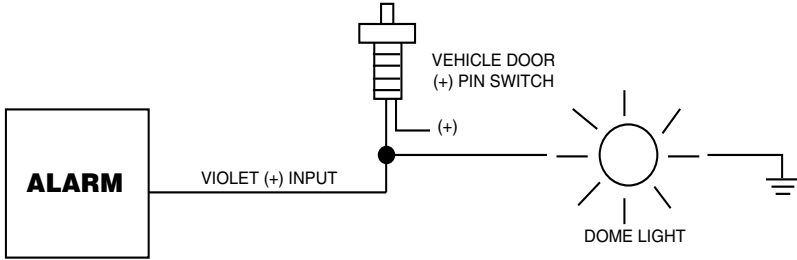 VEHICLE DOOR
(+) PIN SWITCH
(+)
ALARM
VIOLET (+) INPUT
DOME LIGHT